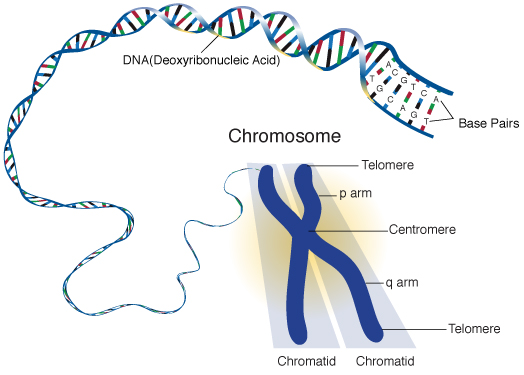 DNA(Deoxyribonucleic Acid)
A C G T C A
T G C A G T
Base Pairs
Chromosome
Telomere
p arm
Centromere
q arm
Telomere
Chromatid Chromatid